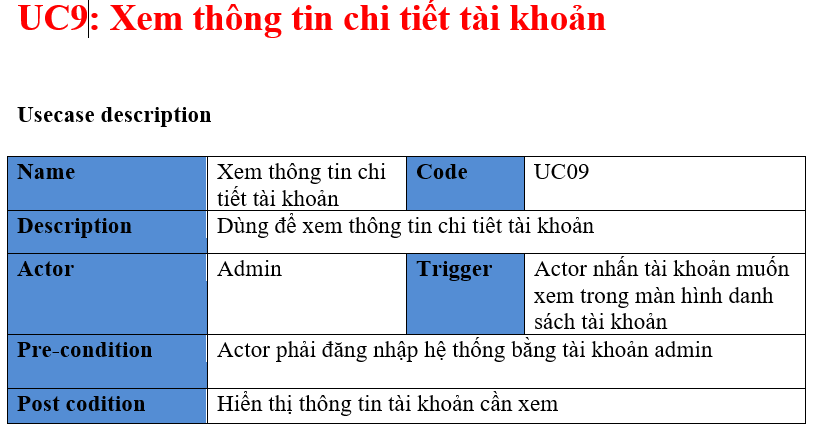 UC9: Xem thông tin chi tiết tài khoản
Usecase description
Name
Xem thông tin chi
tiết tài khoản
Code
UC09
Description
Dùng để xem thông tin chi tiêt tài khoản
Actor
Admin
Trigger
Actor nhấn tài khoản muốn
xem trong màn hình danh
sách tài khoản
Pre-condition
Actor phải đăng nhập hệ thống bằng tài khoản admin
Post codition
Hiển thị thông tin tài khoản cần xem